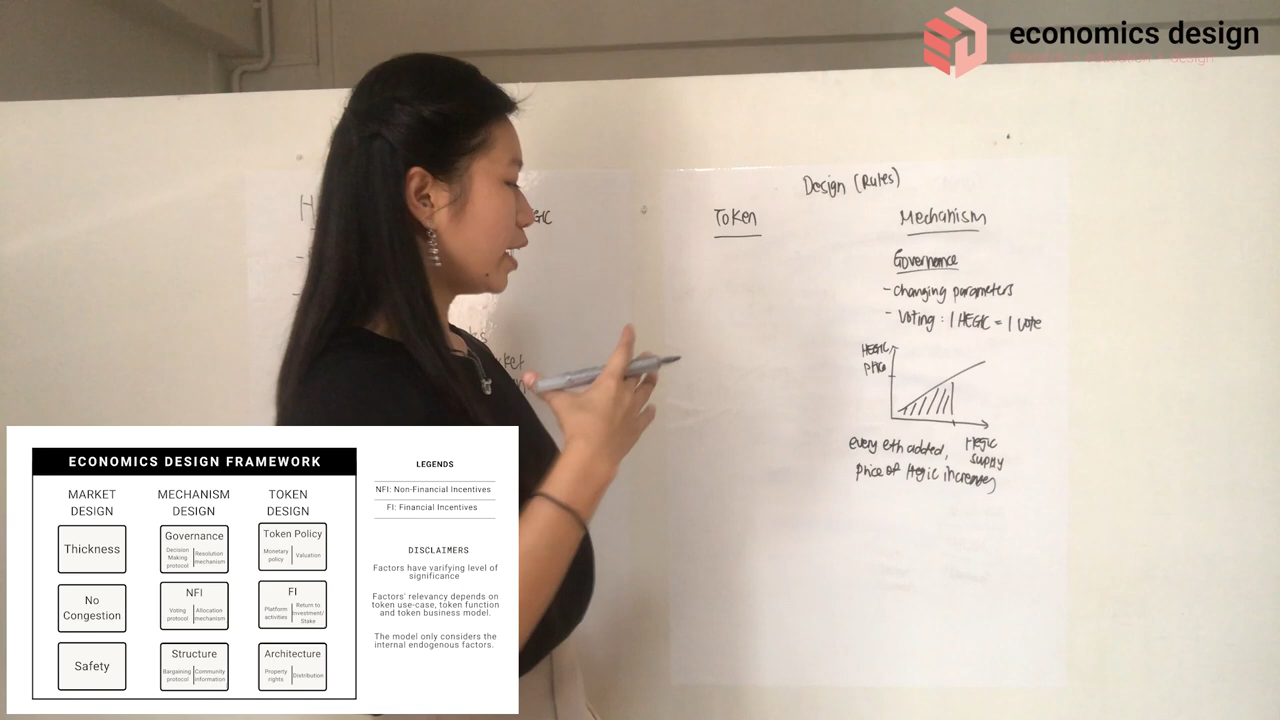 economics design
Design (Rules)
Token
Mechanism
Governance
- changing parameters
- Voting : 1 HEGIC = 1 vote
HEGIC
price
Hegic
supply
every eth added,
price of Hegic increases
ECONOMICS DESIGN FRAMEWORK
MARKET
DESIGN
Thickness
No
Congestion
Safety
MECHANISM
DESIGN
Governance
Decision
Making
protocol
Resolution
mechanism
NFI
Voting
protocol
Allocation
mechanism
Structure
Bargaining
protocol
Community
information
TOKEN
DESIGN
Token Policy
Monetary
policy
Valuation
FI
Platform
activities
Return to
Investment/
Stake
Architecture
Property
rights
Distribution
LEGENDS
NFI: Non-Financial Incentives
FI: Financial Incentives
DISCLAIMERS
Factors have varifying level of
significance
Factors' relevancy depends on
token use-case, token function
and token business model.
The model only considers the
internal endogenous factors.